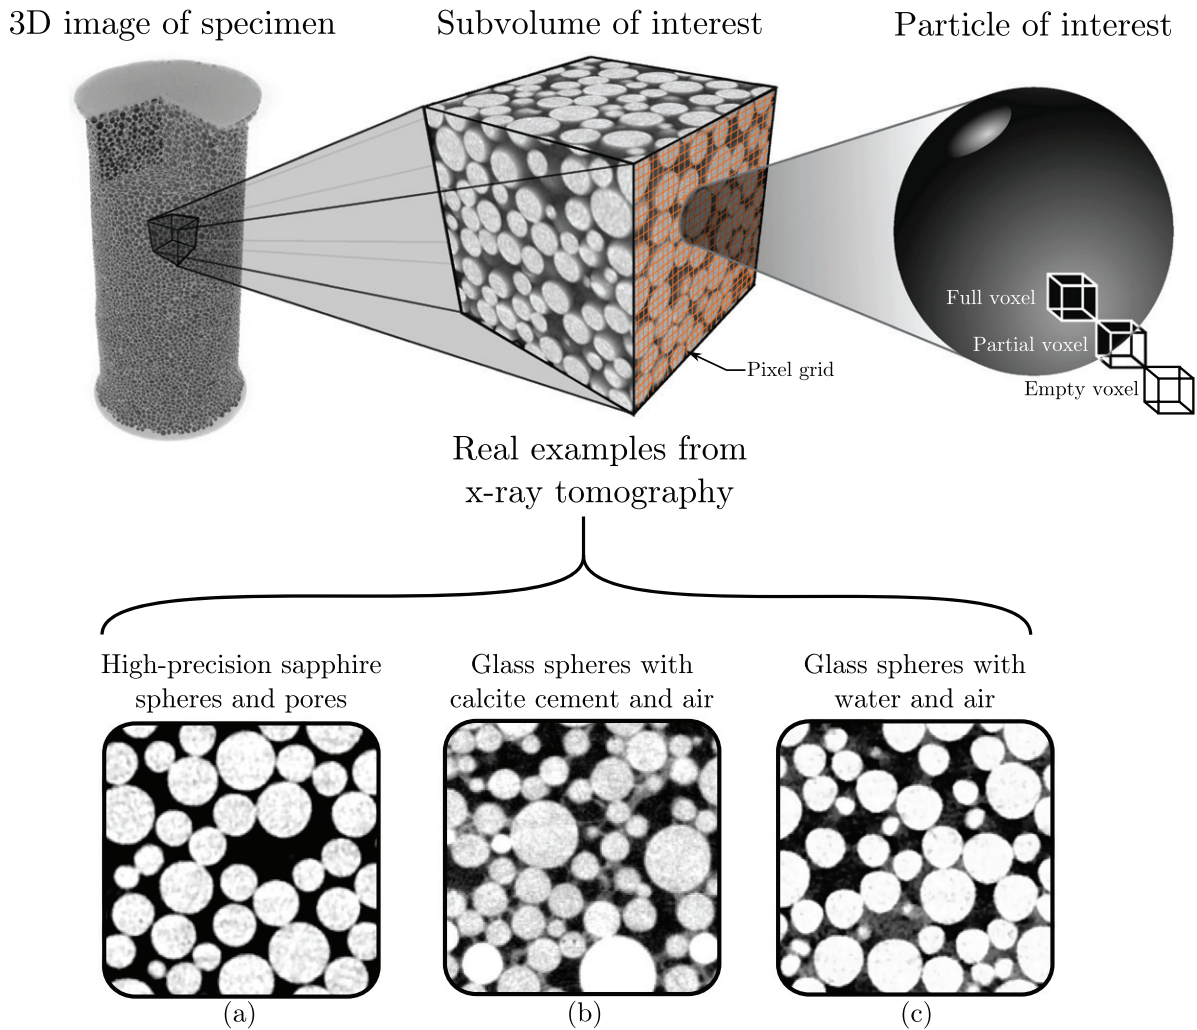 3D image of specimen
Subvolume of interest
Particle of interest
Full voxel
Partial voxel
Empty voxel
Pixel grid
Real examples from
x-ray tomography
High-precision sapphire
spheres and pores
Glass spheres with
calcite cement and air
Glass spheres with
water and air
(a)
(b)
(c)